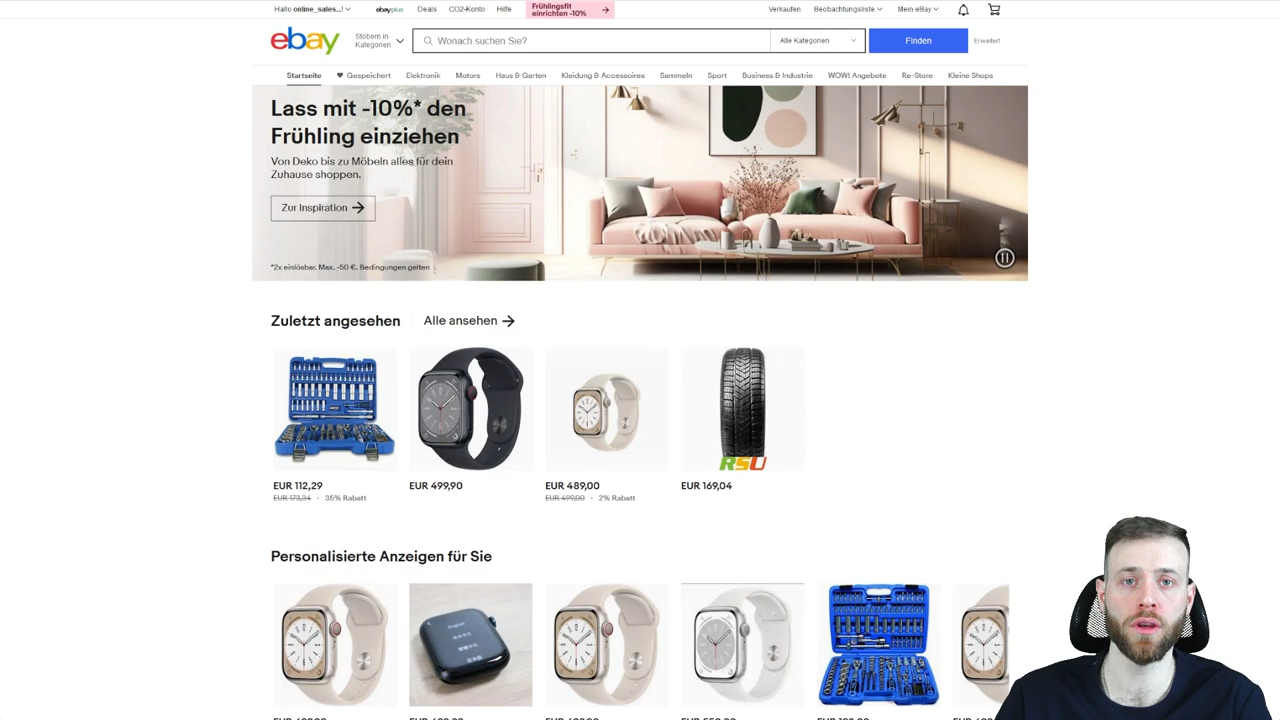 Hallo online_sales...!
ebayplus
Deals
CO2-Konto
Hilfe
Frühlingsfit
einrichten -10%
Verkaufen
Beobachtungsliste
Mein eBay
ebay
Stöbern in
Kategorien
Wonach suchen Sie?
Alle Kategorien
Finden
Erweitert
Startseite
Gespeichert
Elektronik
Motors
Haus & Garten
Kleidung & Accessoires
Sammeln
Sport
Business & Industrie
WOW! Angebote
Re-Store
Kleine Shops
Lass mit -10%* den
Frühling einziehen
Von Deko bis zu Möbeln alles für dein
Zuhause shoppen.
Zur Inspiration
*2x einlösbar. Max. -50 €. Bedingungen gelten
Zuletzt angesehen
Alle ansehen
RSU
EUR 112,29
EUR 173,34 · 35% Rabatt
EUR 499,90
EUR 489,00
EUR 499,00 · 2% Rabatt
EUR 169,04
Personalisierte Anzeigen für Sie
English